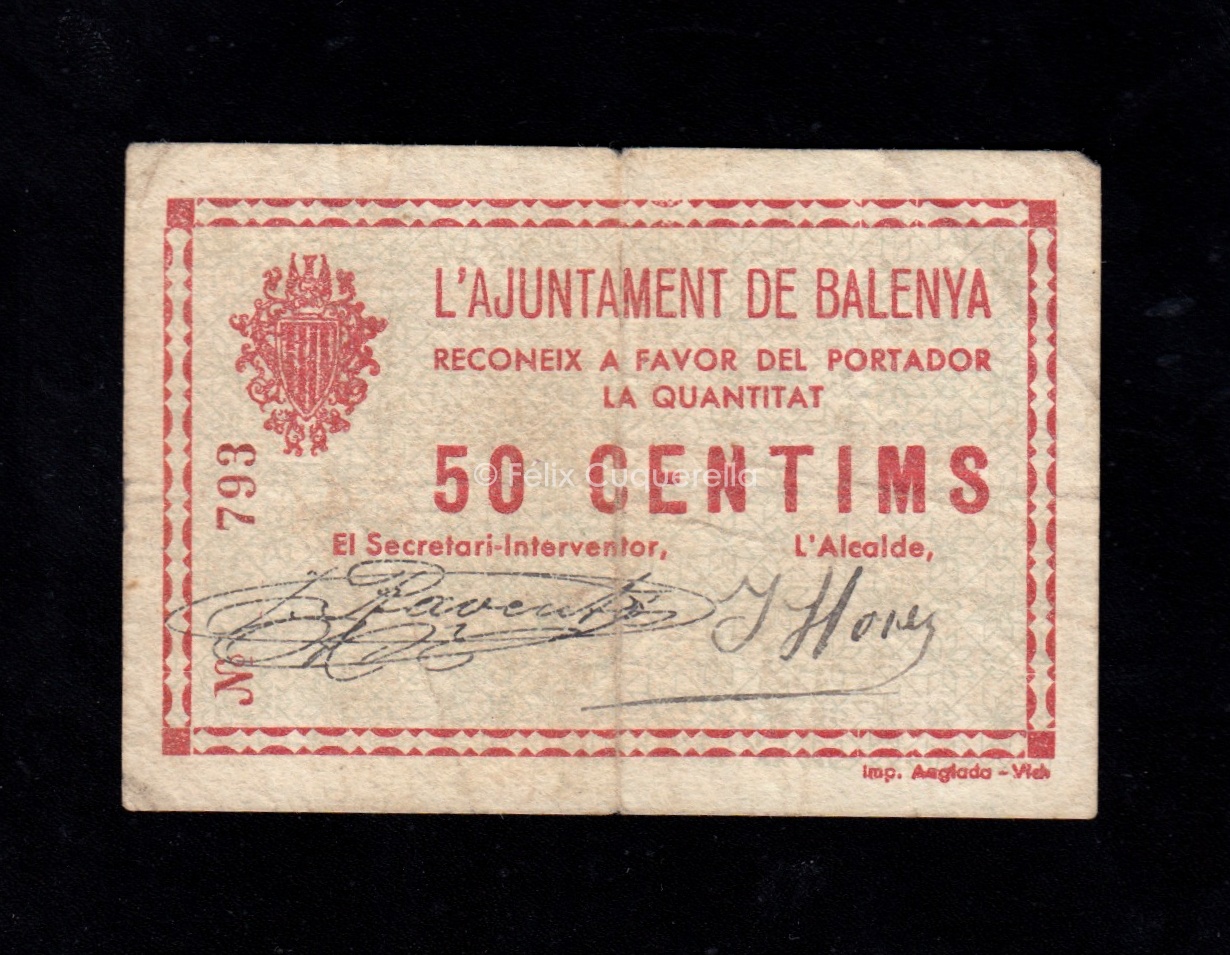 L'AJUNTAMENT DE BALENYA
RECONEIX A FAVOR DEL PORTADOR
LA QUANTITAT
50 CENTIMS
© Félix Cuquerella
El Secretari-Interventor, L'Alcalde,
Nº 793
Imp. Anglada - Vich